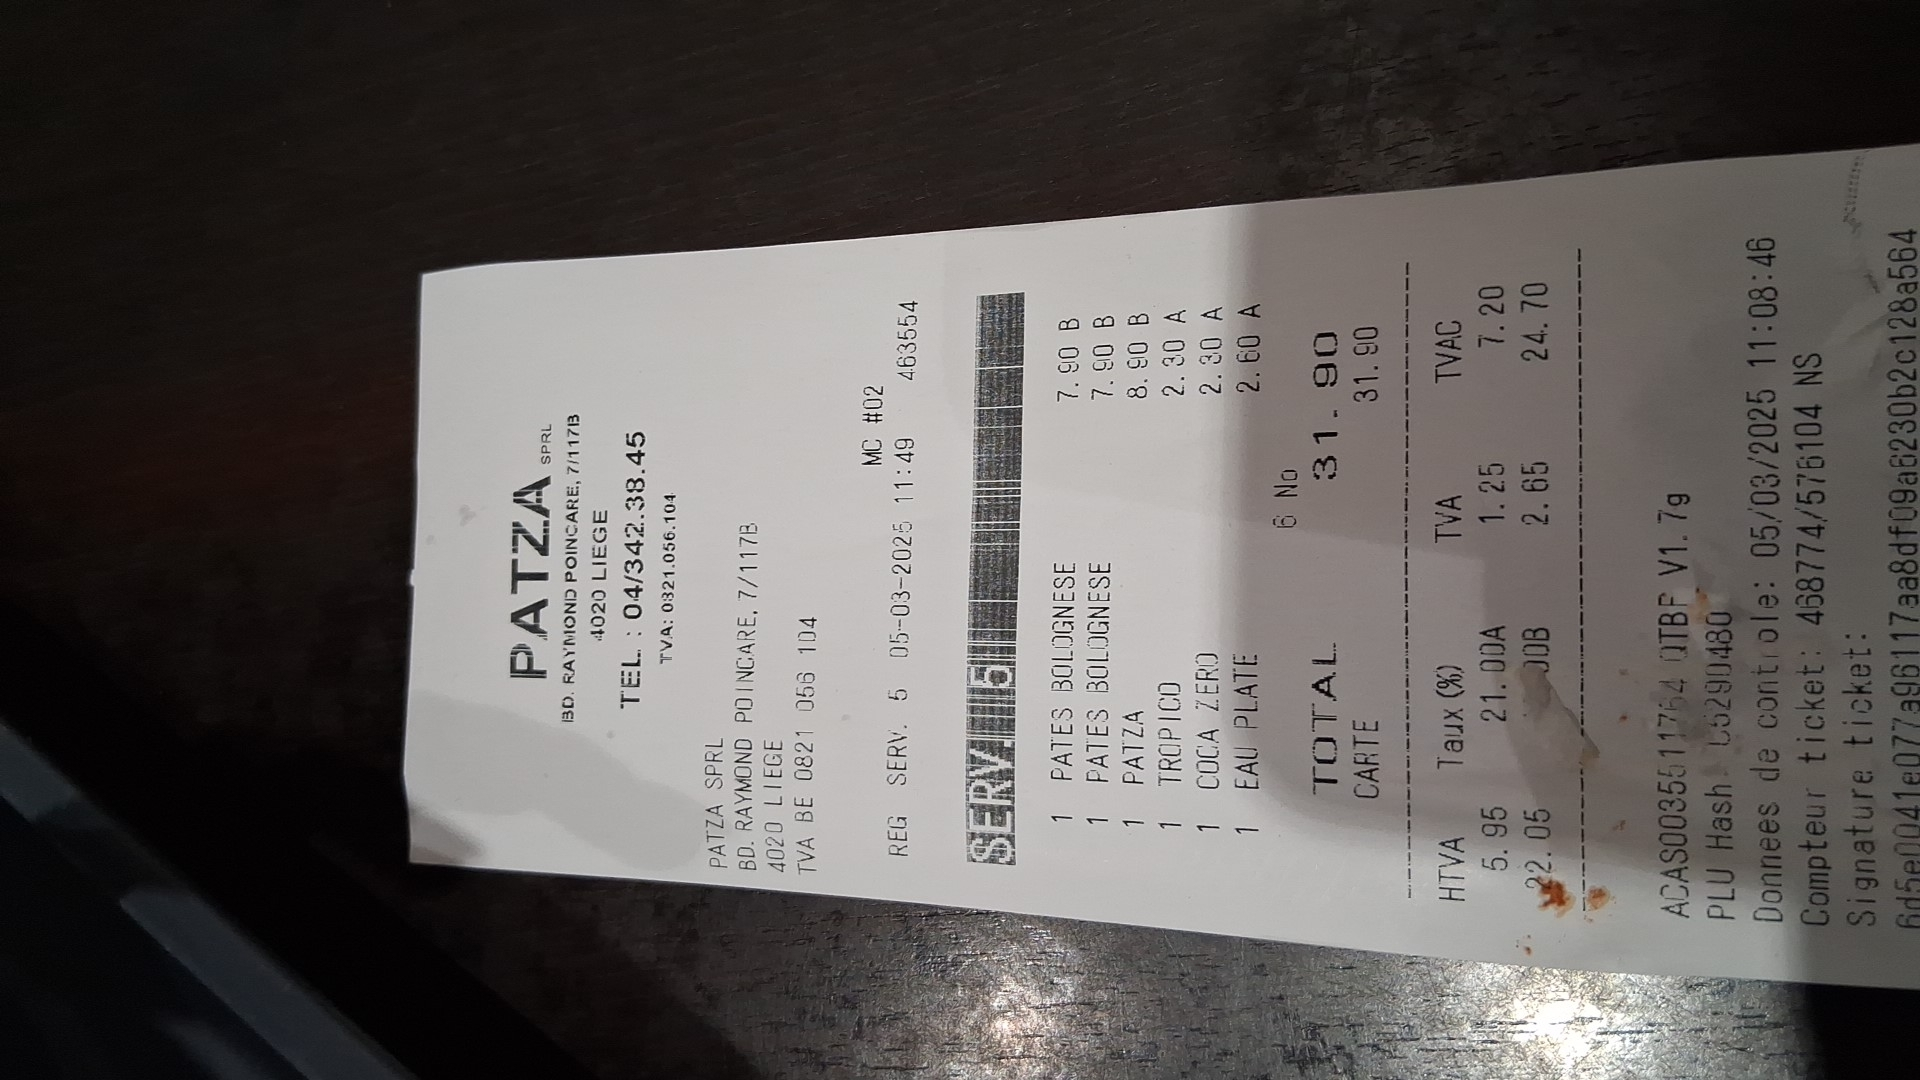 PATZA SPRL
BD. RAYMOND POINCARE, 7/117B
4020 LIEGE
TEL. : 04/342.38.45
TVA: 0821.056.104
PATZA SPRL
BD. RAYMOND POINCARE, 7/117B
4020 LIEGE
TVA BE 0821 056 104
MC #02
REG SERV. 5 05-03-2025 11:49 463554
SERV. 5
1 PATES BOLOGNESE 7.90 B
1 PATES BOLOGNESE 7.90 B
1 PATZA 8.90 B
1 TROPICO 2.30 A
1 COCA ZERO 2.30 A
1 EAU PLATE 2.60 A
6 No
TOTAL 31.90
CARTE 31.90
HTVA Taux(%) TVA TVAC
5.95 21.00A 1.25 7.20
22.05 2.65 24.70
V1.7g
PLU Hash:
Donnees de controle: 05/03/2025 11:08:46
Compteur ticket: 468774/576104 NS
Signature ticket:
6d5e0041e077a96117aa8df09a6230b2c128a564